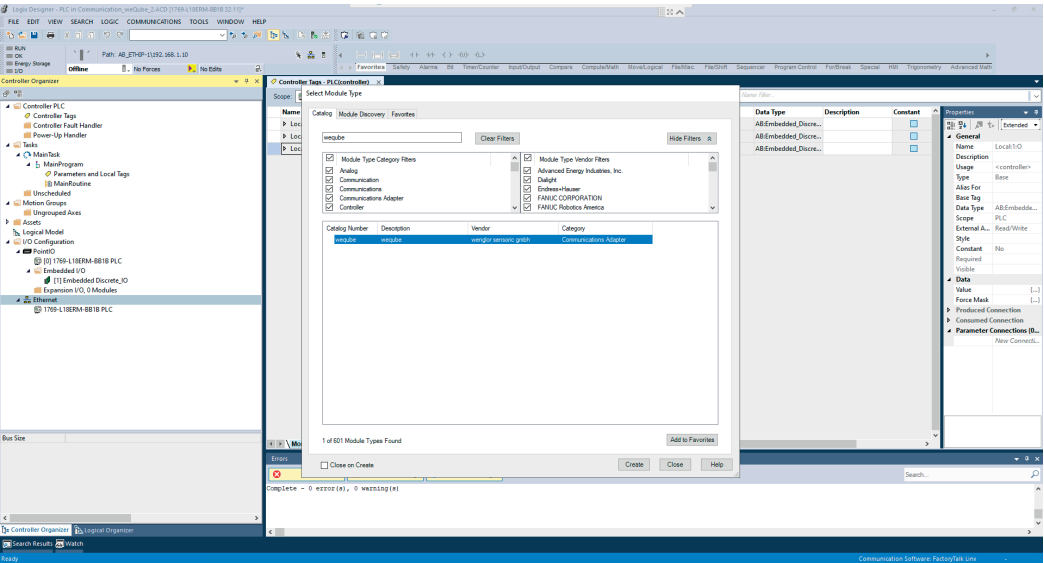 Logix Designer - PLC in Communication_weQube_2.ACD [1769-L18ERM-BB1B 32.11]*
FILE EDIT VIEW SEARCH LOGIC COMMUNICATIONS TOOLS WINDOW HELP
RUN
OK
Energy Storage
I/O
Path: AB_ETHIP-1\192.168.1.10
Offline
No Forces
No Edits
Favorites Safety Alarms Bit Timer/Counter Input/Output Compare Compute/Math Move/Logical File/Misc. File/Shift Sequencer Program Control For/Break Special HMI Trigonometry Advanced Math
Controller Organizer
Controller PLC
Controller Tags
Controller Fault Handler
Power-Up Handler
Tasks
MainTask
MainProgram
Parameters and Local Tags
MainRoutine
Unscheduled
Motion Groups
Ungrouped Axes
Assets
Logical Model
I/O Configuration
PointIO
[0] 1769-L18ERM-BB1B PLC
Embedded I/O
[1] Embedded Discrete_IO
Expansion I/O, 0 Modules
Ethernet
1769-L18ERM-BB1B PLC
Bus Size
Controller Organizer
Logical Organizer
Search Results
Watch
Ready
Controller Tags - PLC(controller)
Scope:
Name
Loc
Loc
Loc
Select Module Type
Catalog Module Discovery Favorites
weqube
Clear Filters
Hide Filters
Module Type Category Filters
Analog
Communication
Communications
Communications Adapter
Controller
Module Type Vendor Filters
Advanced Energy Industries, Inc.
Dialight
Endress+Hauser
FANUC CORPORATION
FANUC Robotics America
Catalog Number Description Vendor Category
weqube weqube wenglor sensoric gmbh Communications Adapter
1 of 601 Module Types Found
Add to Favorites
Close on Create
Create
Close
Help
Name Filter...
Data Type Description Constant
AB:Embedded_Discre...
AB:Embedded_Discre...
AB:Embedded_Discre...
Mo
Errors
Search...
Complete - 0 error(s), 0 warning(s)
Properties
Extended
General
Name Local:1:O
Description
Usage <controller>
Type Base
Alias For
Base Tag
Data Type AB:Embedde...
Scope PLC
External A... Read/Write
Style
Constant No
Required
Visible
Data
Value {...}
Force Mask {...}
Produced Connection
Consumed Connection
Parameter Connections (0...
New Connecti...
Communication Software: FactoryTalk Linx